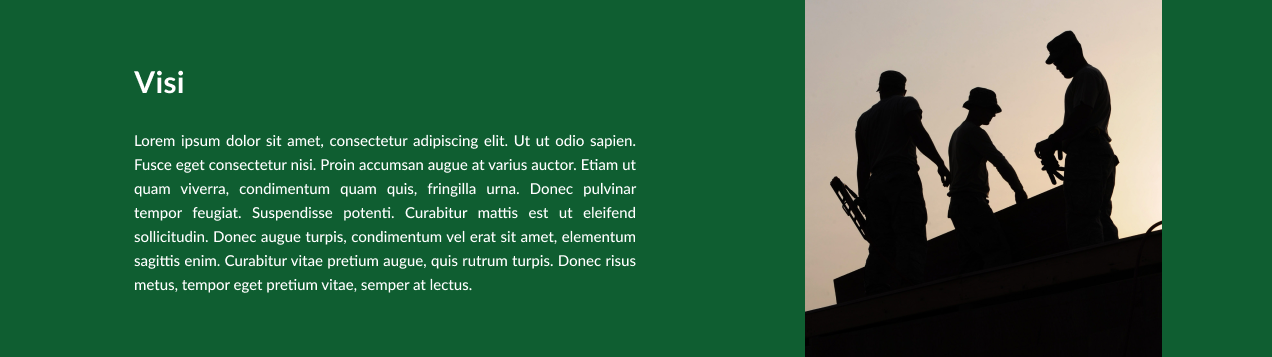 Visi
Lorem ipsum dolor sit amet, consectetur adipiscing elit. Ut ut odio sapien.
Fusce eget consectetur nisi. Proin accumsan augue at varius auctor. Etiam ut
quam viverra, condimentum quam quis, fringilla urna. Donec pulvinar
tempor feugiat. Suspendisse potenti. Curabitur mattis est ut eleifend
sollicitudin. Donec augue turpis, condimentum vel erat sit amet, elementum
sagittis enim. Curabitur vitae pretium augue, quis rutrum turpis. Donec risus
metus, tempor eget pretium vitae, semper at lectus.